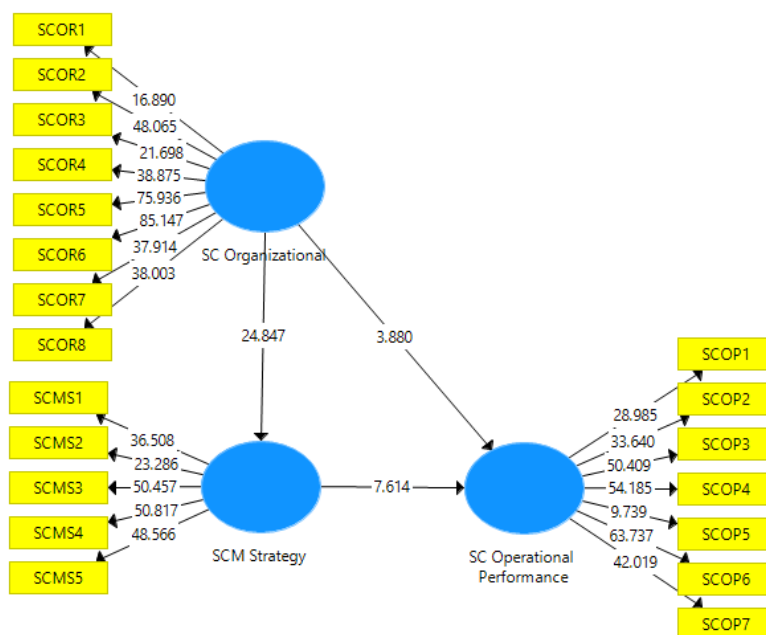 SCOR1
SCOR2
SCOR3
SCOR4
SCOR5
SCOR6
SCOR7
SCOR8
16.890
48.065
21.698
38.875
75.936
85.147
37.914
38.003
SC Organizational
24.847
3.880
SCMS1
SCMS2
SCMS3
SCMS4
SCMS5
36.508
23.286
50.457
50.817
48.566
SCM Strategy
7.614
SC Operational
Performance
28.985
33.640
50.409
54.185
9.739
63.737
42.019
SCOP1
SCOP2
SCOP3
SCOP4
SCOP5
SCOP6
SCOP7